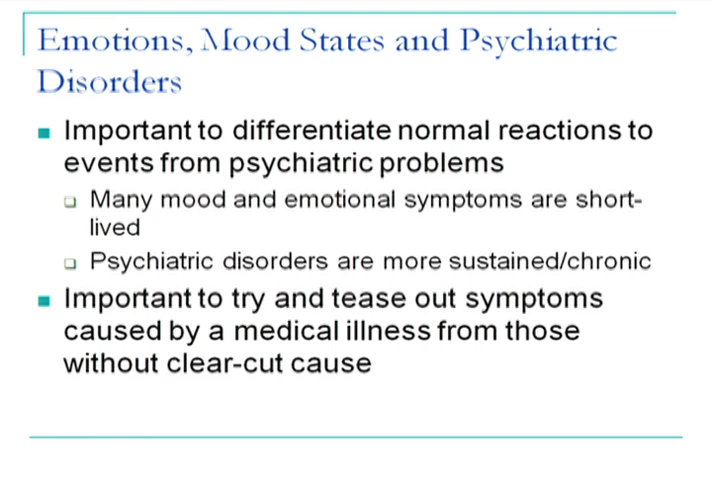 Emotions, Mood States and Psychiatric
Disorders
Important to differentiate normal reactions to
events from psychiatric problems
Many mood and emotional symptoms are short-
lived
Psychiatric disorders are more sustained/chronic
Important to try and tease out symptoms
caused by a medical illness from those
without clear-cut cause